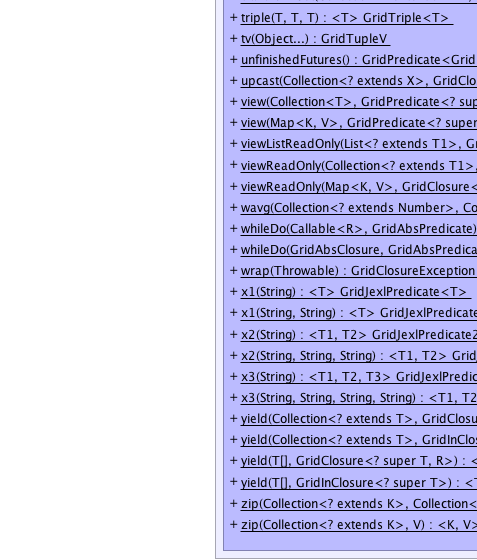 + triple(T, T, T) : <T> GridTriple<T>
+ tv(Object...) : GridTupleV
+ unfinishedFutures() : GridPredicate<Grid
+ upcast(Collection<? extends X>, GridClo
+ view(Collection<T>, GridPredicate<? sup
+ view(Map<K, V>, GridPredicate<? super
+ viewListReadOnly(List<? extends T1>, Gr
+ viewReadOnly(Collection<? extends T1>,
+ viewReadOnly(Map<K, V>, GridClosure<
+ wavg(Collection<? extends Number>, Co
+ whileDo(Callable<R>, GridAbsPredicate)
+ whileDo(GridAbsClosure, GridAbsPredica
+ wrap(Throwable) : GridClosureException
+ x1(String) : <T> GridJexlPredicate<T>
+ x1(String, String) : <T> GridJexlPredicate
+ x2(String) : <T1, T2> GridJexlPredicate2
+ x2(String, String, String) : <T1, T2> Grid
+ x3(String) : <T1, T2, T3> GridJexlPredic
+ x3(String, String, String, String) : <T1, T2
+ yield(Collection<? extends T>, GridClosu
+ yield(Collection<? extends T>, GridInClos
+ yield(T[], GridClosure<? super T, R>) : <
+ yield(T[], GridInClosure<? super T>) : <T
+ zip(Collection<? extends K>, Collection<
+ zip(Collection<? extends K>, V) : <K, V>